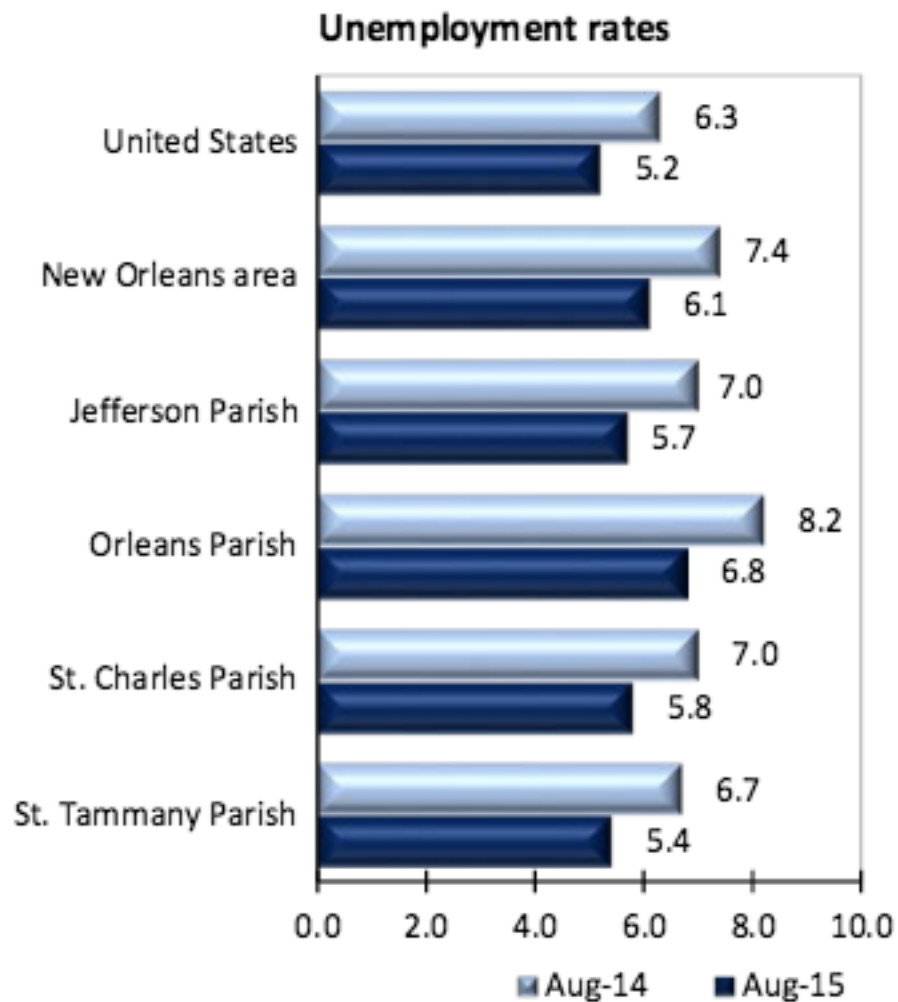 Unemployment rates
United States
6.3
5.2
New Orleans area
7.4
6.1
Jefferson Parish
7.0
5.7
Orleans Parish
8.2
6.8
St. Charles Parish
7.0
5.8
St. Tammany Parish
6.7
5.4
0.0 2.0 4.0 6.0 8.0 10.0
Aug-14 Aug-15